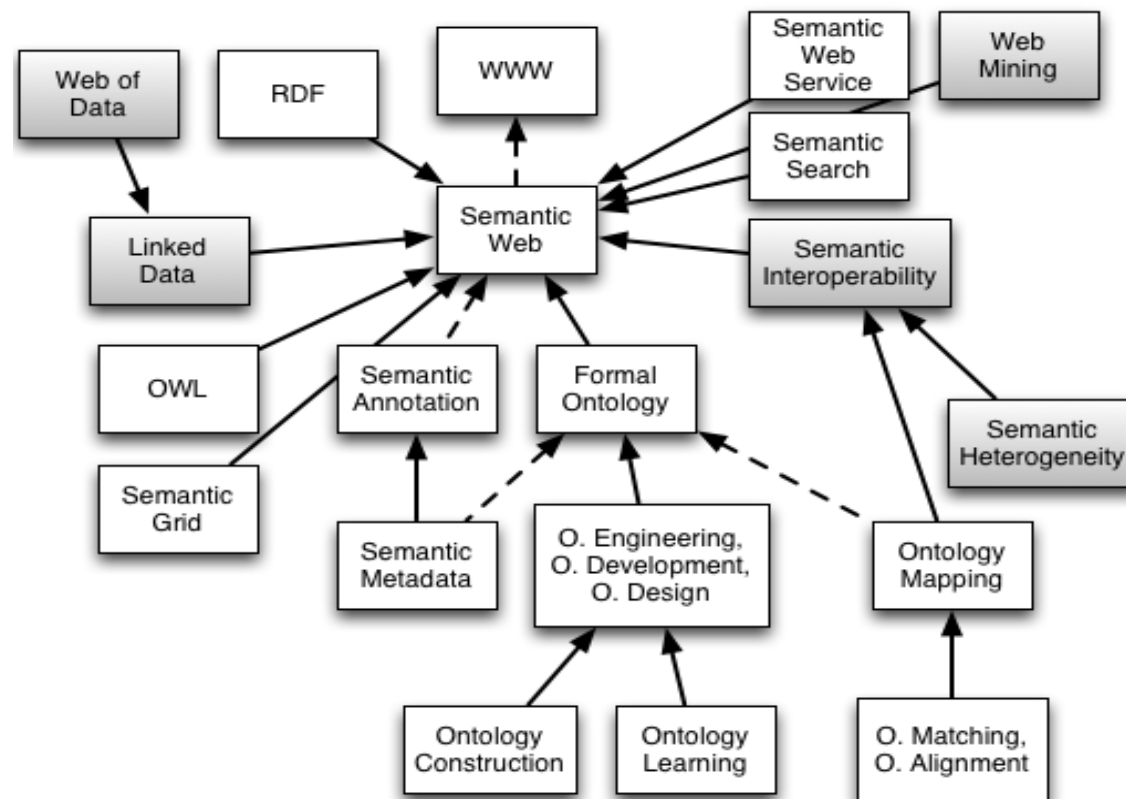 Web of
Data
RDF
WWW
Semantic
Web
Service
Web
Mining
Semantic
Search
Linked
Data
Semantic
Web
Semantic
Interoperability
OWL
Semantic
Annotation
Formal
Ontology
Semantic
Heterogeneity
Semantic
Grid
Semantic
Metadata
O. Engineering,
O. Development,
O. Design
Ontology
Mapping
Ontology
Construction
Ontology
Learning
O. Matching,
O. Alignment